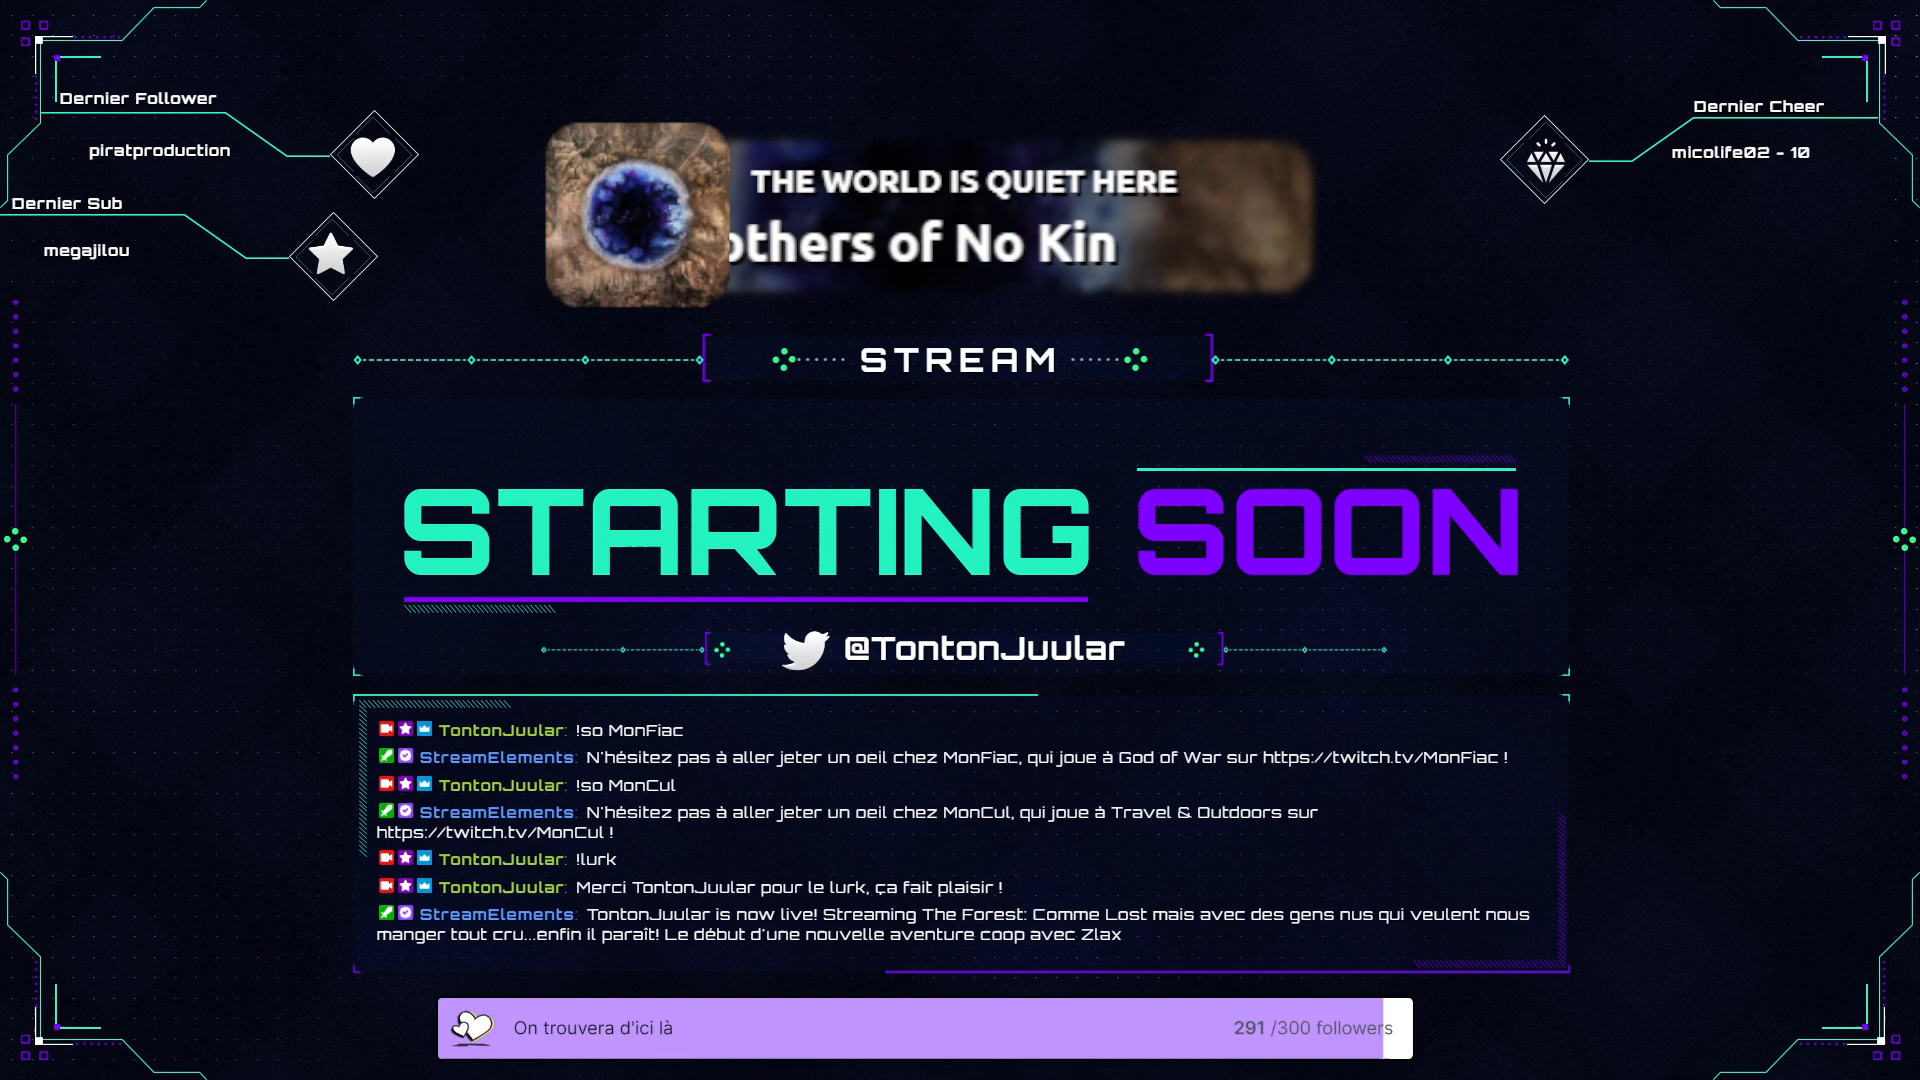 Dernier Follower
piratproduction
Dernier Sub
megajilou
THE WORLD IS QUIET HERE
others of No Kin
Dernier Cheer
micolife02 - 10
STREAM
STARTING SOON
@TontonJuular
TontonJuular: !so MonFiac
StreamElements: N'hésitez pas à aller jeter un oeil chez MonFiac, qui joue à God of War sur https://twitch.tv/MonFiac !
TontonJuular: !so MonCul
StreamElements: N'hésitez pas à aller jeter un oeil chez MonCul, qui joue à Travel & Outdoors sur
https://twitch.tv/MonCul !
TontonJuular: !lurk
TontonJuular: Merci TontonJuular pour le lurk, ça fait plaisir !
StreamElements: TontonJuular is now live! Streaming The Forest: Comme Lost mais avec des gens nus qui veulent nous
manger tout cru...enfin il paraît! Le début d'une nouvelle aventure coop avec Zlax
On trouvera d'ici là
291 /300 followers